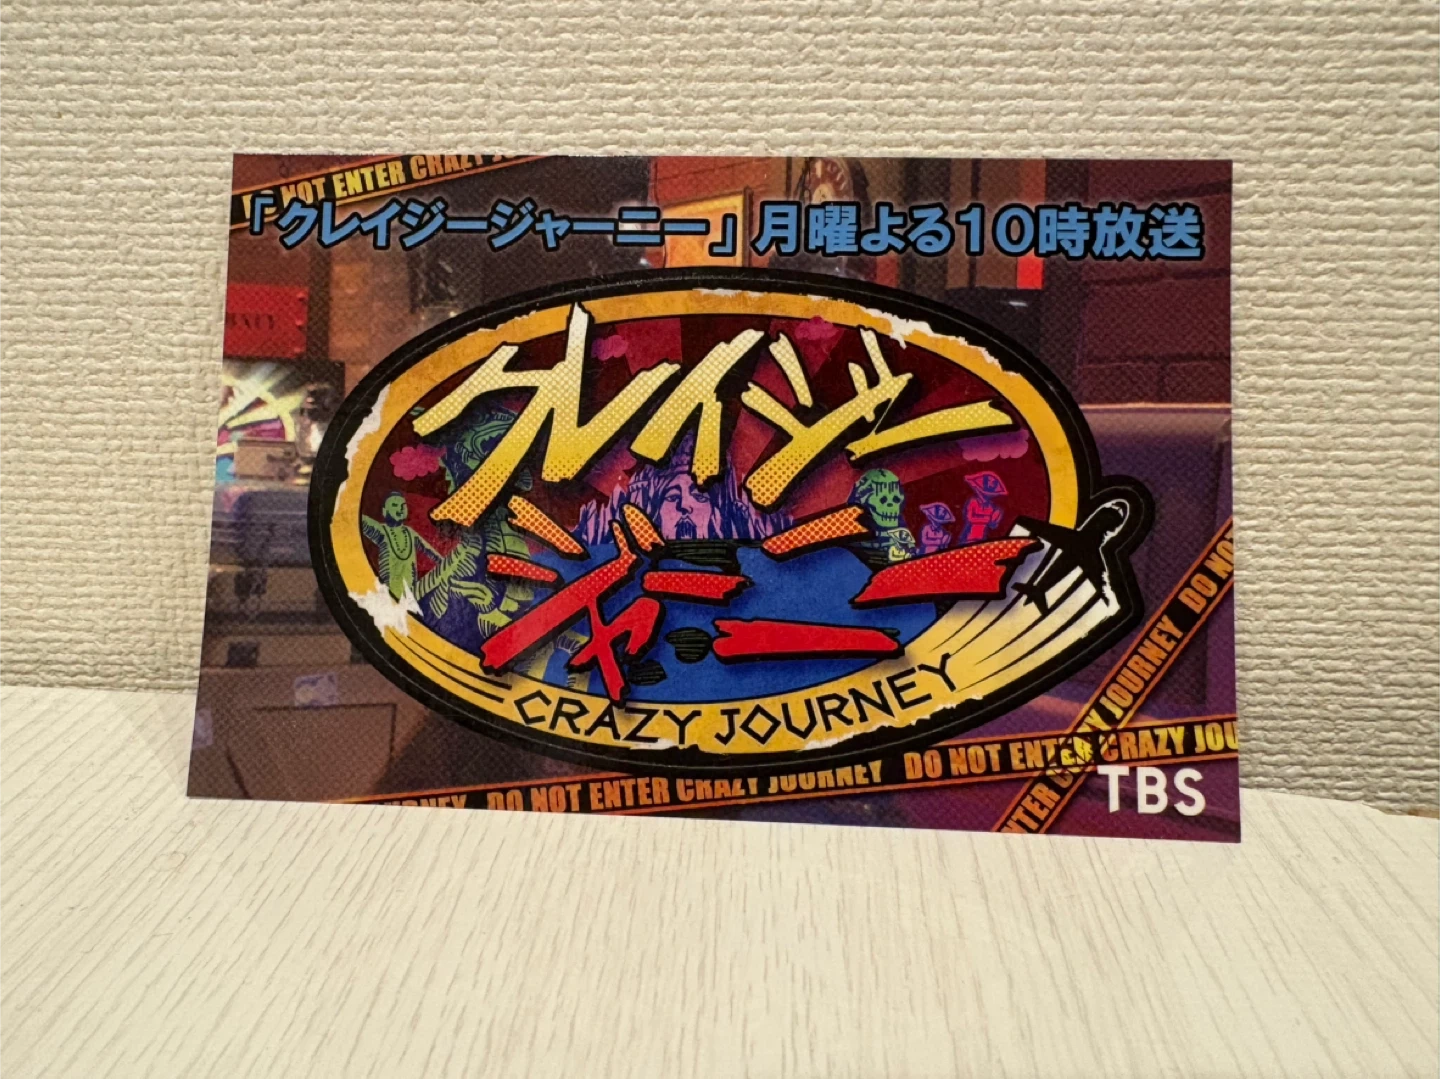 NOT ENTER CRAZY
「クレイジージャーニー」月曜よる10時放送
クレイジー
ジャーニー
CRAZY JOURNEY
JOURNEY DO NOT
DO NOT ENTER CRAZY JOURNEY DO NOT ENTER CRAZY JOU
TBS